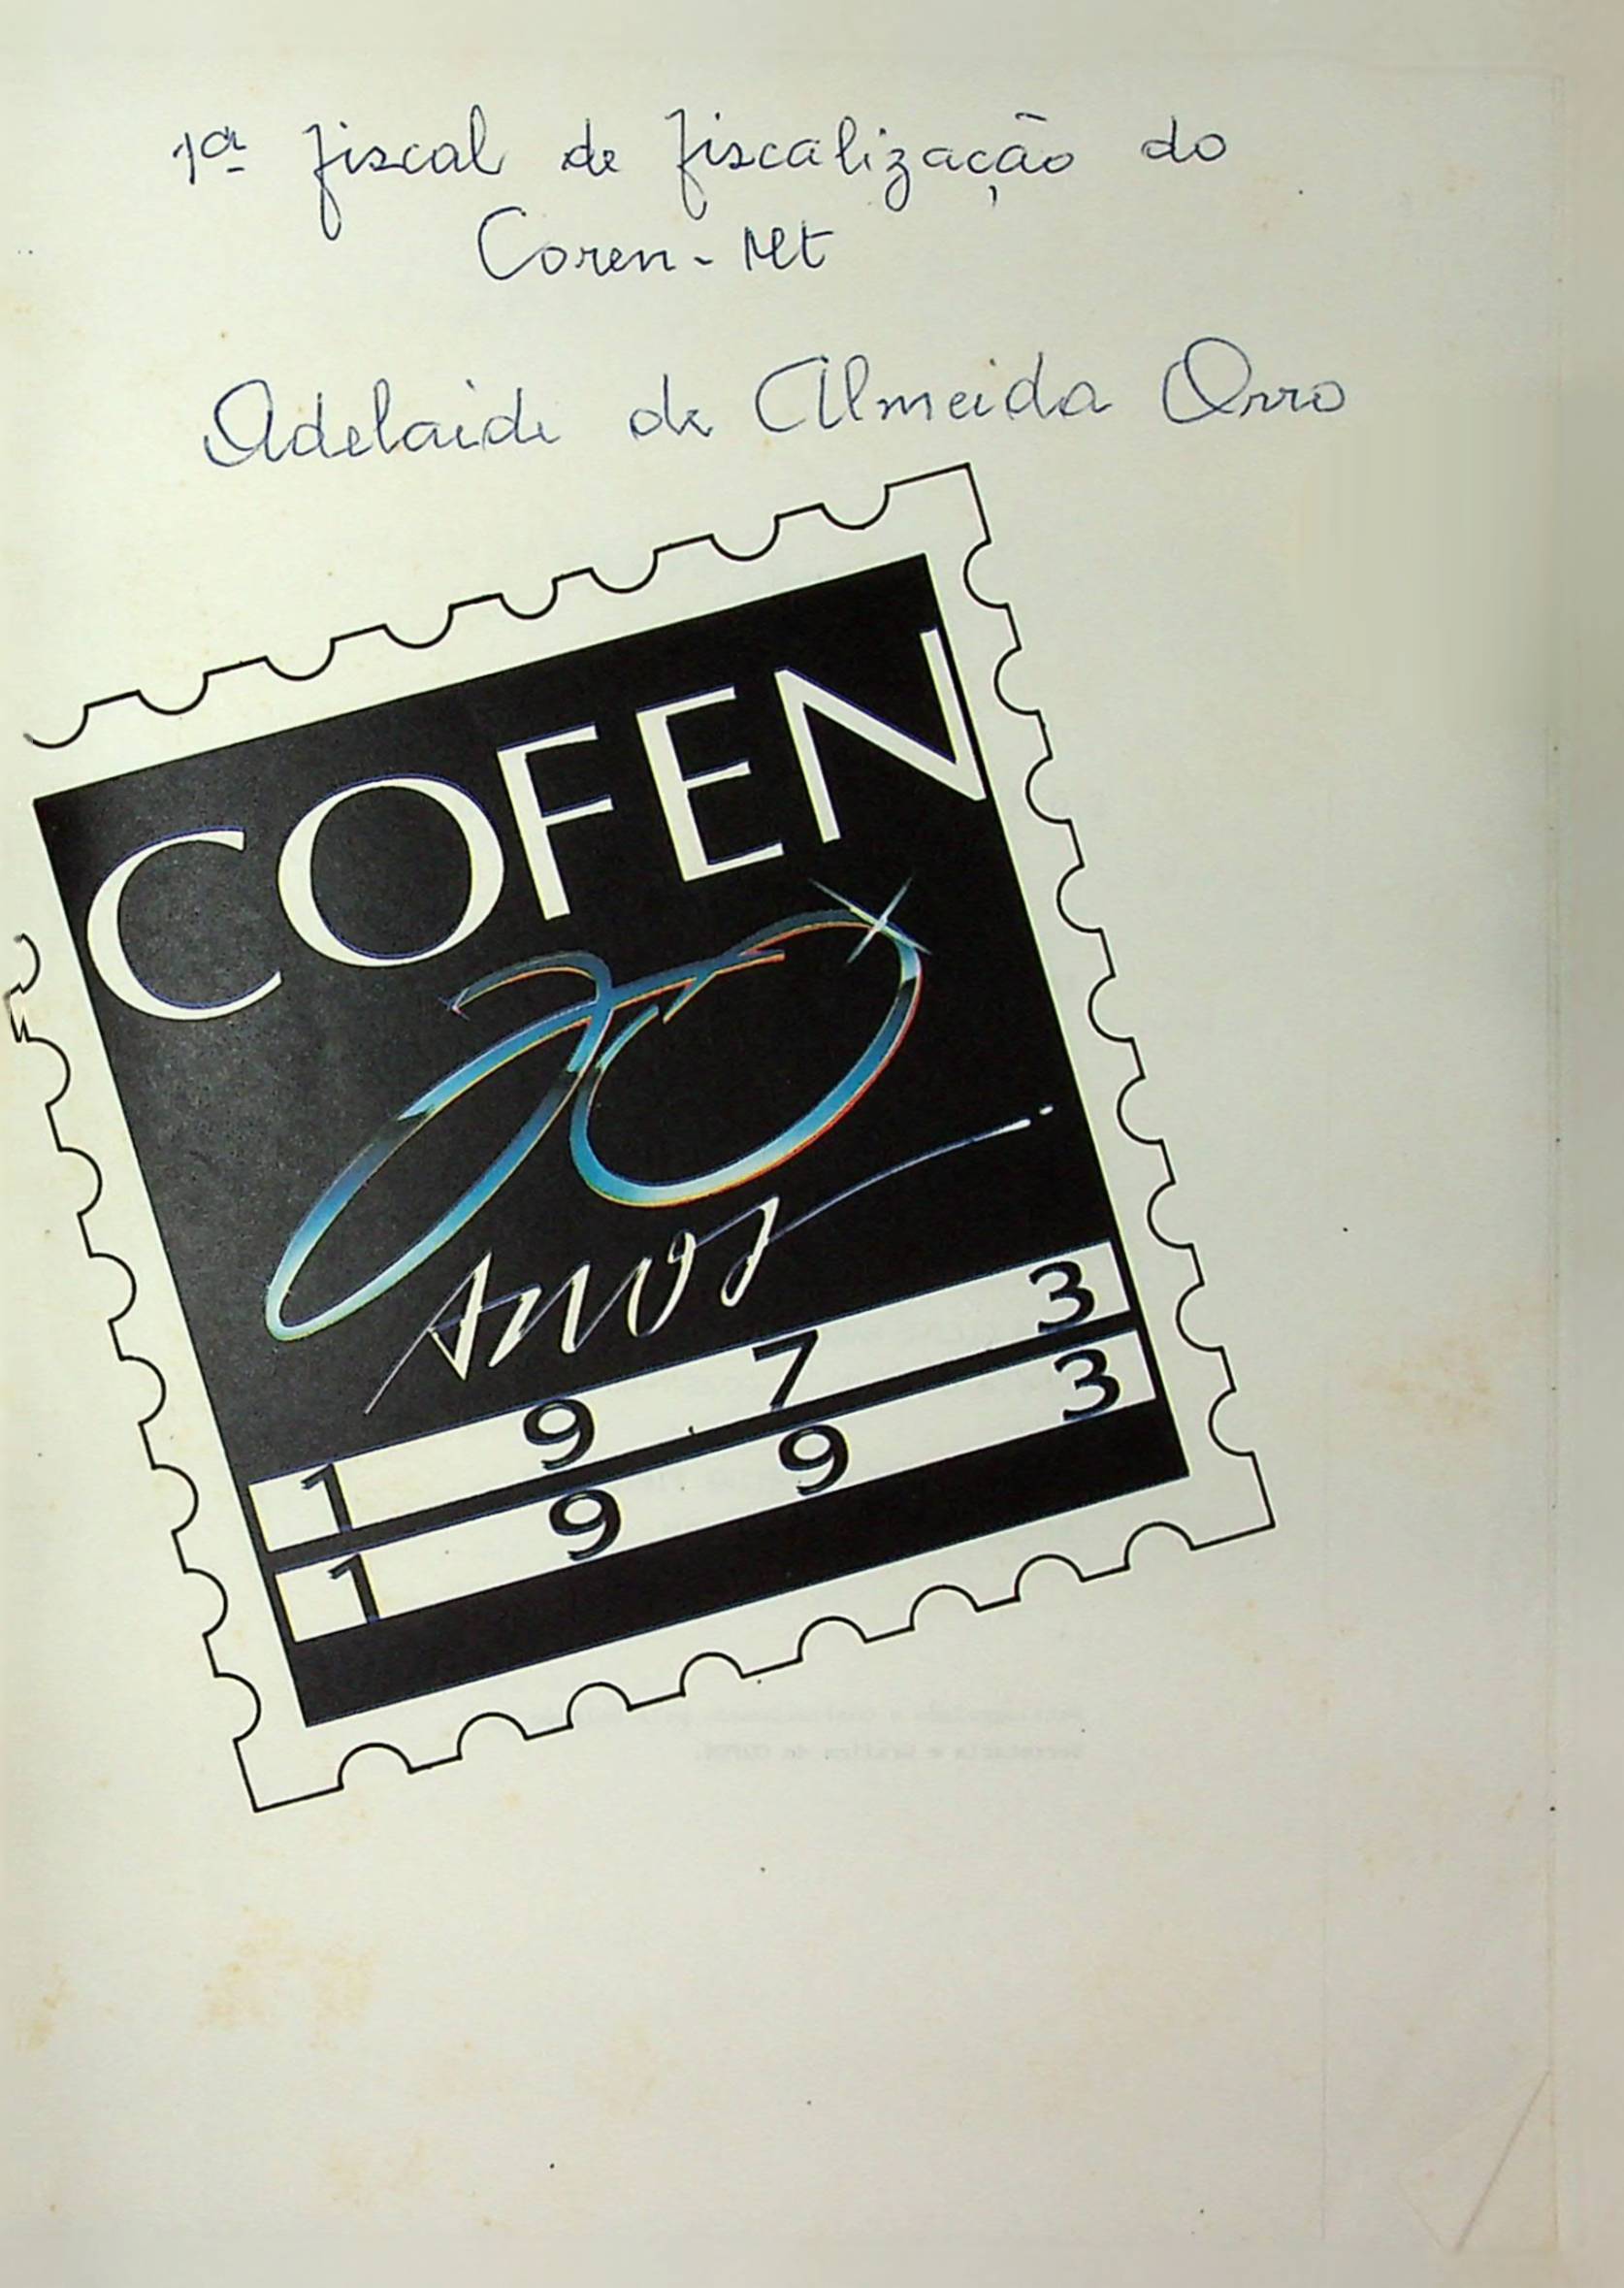 1ª fiscal de fiscalização do
Coren - Mt
Adelaide de Almeida Orro
COFEN
20
Anos
1 9 7 3
1 9 9 3